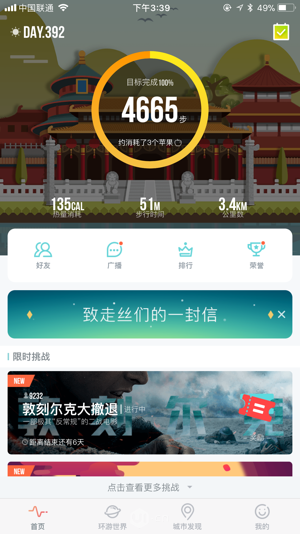 中国联通
下午3:39
49%
DAY.392
目标完成100%
4665步
约消耗了3个苹果
135CAL
热量消耗
51M
步行时间
3.4KM
公里数
好友
广播
排行
荣誉
致走丝们的一封信
限时挑战
NEW
9232
敦刻尔克大撤退 | 进行中
一部极其“反常规”的二战电影
距离结束还有6天
奖励
敦刻尔克
NEW
点击查看更多挑战
首页
环游世界
城市发现
我的